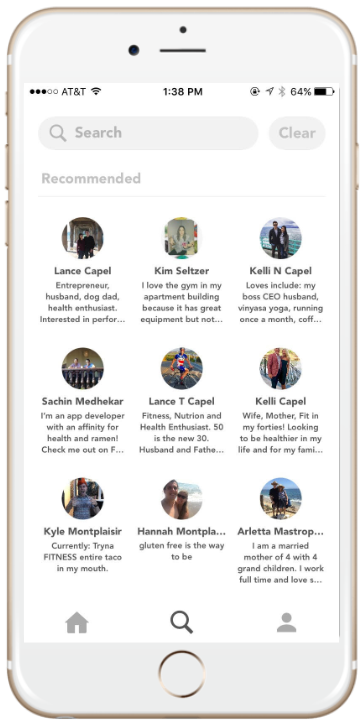 AT&T 1:38 PM 64%
Search Clear
Recommended
Lance Capel
Entrepreneur,
husband, dog dad,
health enthusiast.
Interested in perfor...
Kim Seltzer
I love the gym in my
apartment building
because it has great
equipment but not...
Kelli N Capel
Loves include: my
boss CEO husband,
vinyasa yoga, running
once a month, coff...
Sachin Medhekar
I'm an app developer
with an affinity for
health and ramen!
Check me out on F...
Lance T Capel
Fitness, Nutrion and
Health Enthusiast. 50
is the new 30.
Husband and Fathe...
Kelli Capel
Wife, Mother, Fit in
my forties! Looking
to be healthier in my
life and for my fami...
Kyle Montplaisir
Currently: Tryna
FITNESS entire taco
in my mouth.
Hannah Montpla...
gluten free is the way
to be
Arletta Mastrop...
I am a married
mother of 4 with 4
grand children. I work
full time and love s...